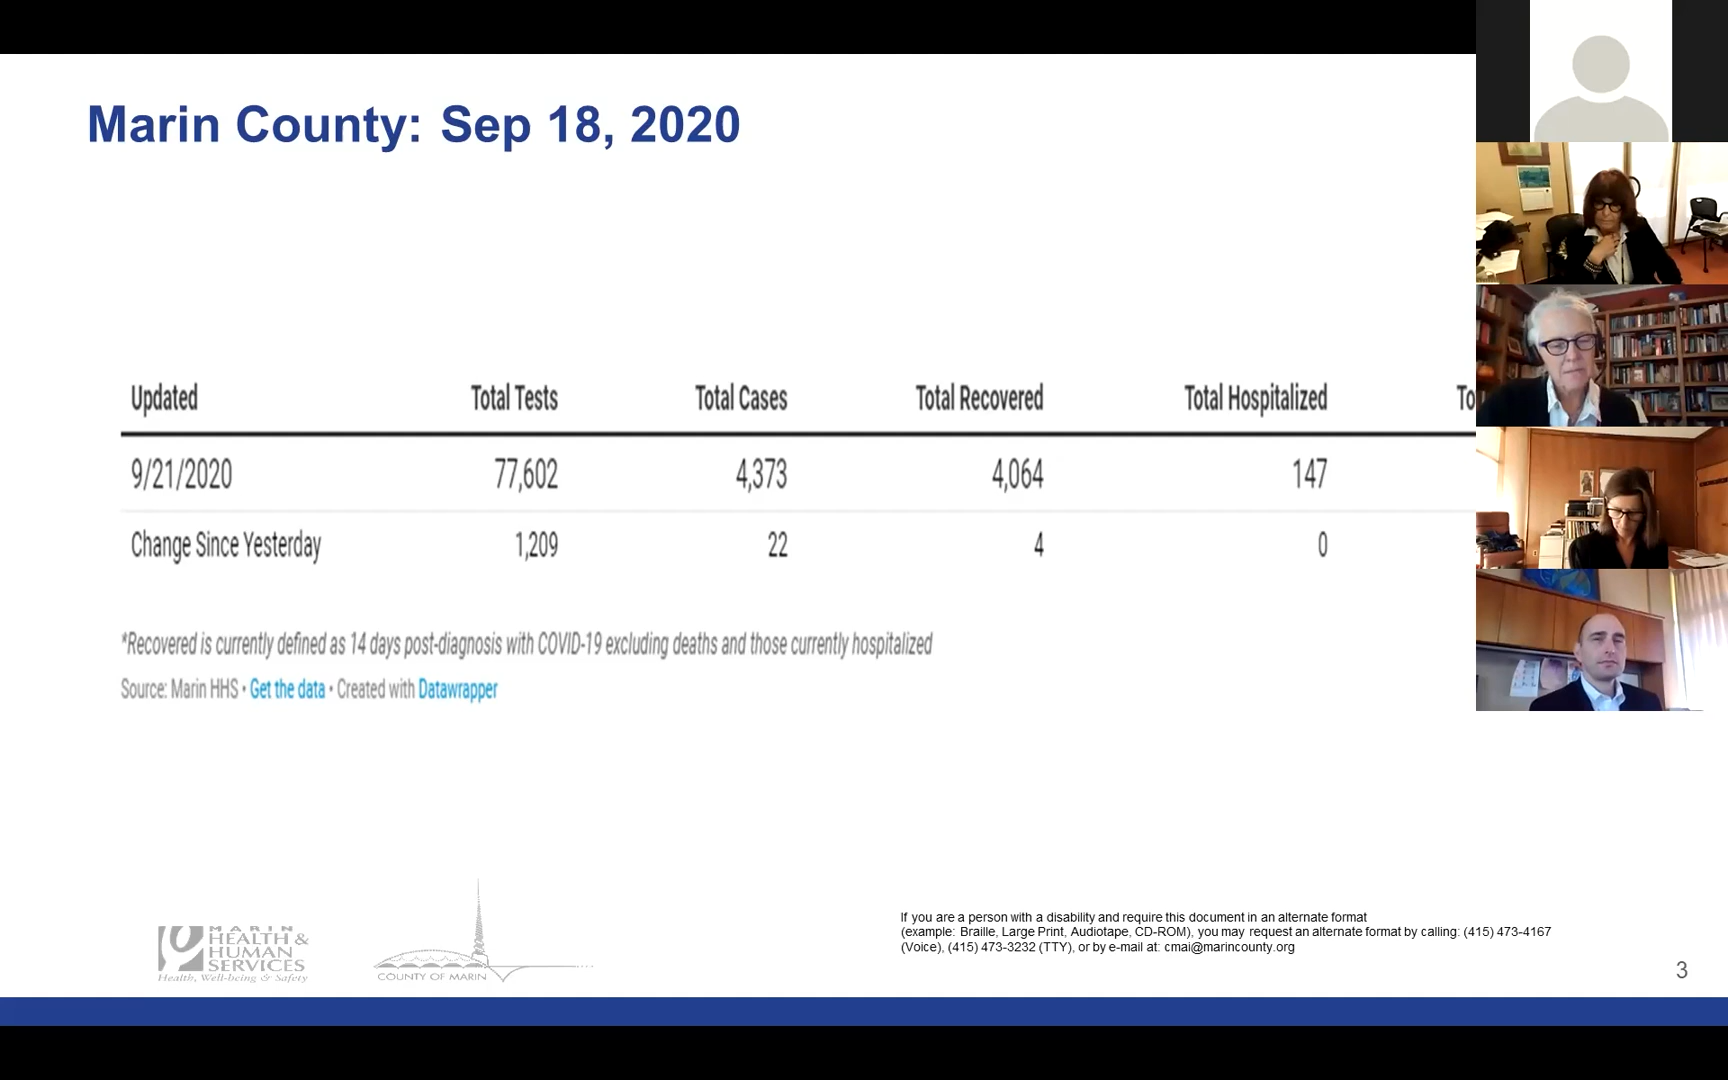 Marin County: Sep 18, 2020
Updated Total Tests Total Cases Total Recovered Total Hospitalized
9/21/2020 77,602 4,373 4,064 147
Change Since Yesterday 1,209 22 4 0
*Recovered is currently defined as 14 days post-diagnosis with COVID-19 excluding deaths and those currently hospitalized
Source: Marin HHS • Get the data • Created with Datawrapper
MARIN
HEALTH &
HUMAN
SERVICES
Health, Well-being & Safety
COUNTY OF MARIN
If you are a person with a disability and require this document in an alternate format
(example: Braille, Large Print, Audiotape, CD-ROM), you may request an alternate format by calling: (415) 473-4167
(Voice), (415) 473-3232 (TTY), or by e-mail at: cmai@marincounty.org
3